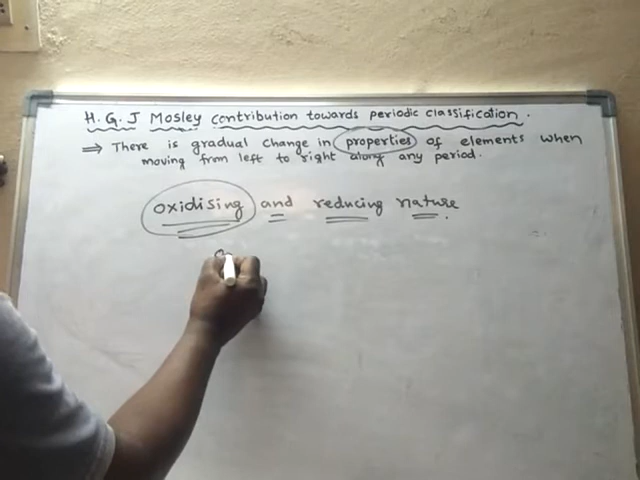 H. G. J Mosley contribution towards periodic classification.
⇒ There is gradual change in properties of elements when
moving from left to right along any period.
oxidising and reducing nature.